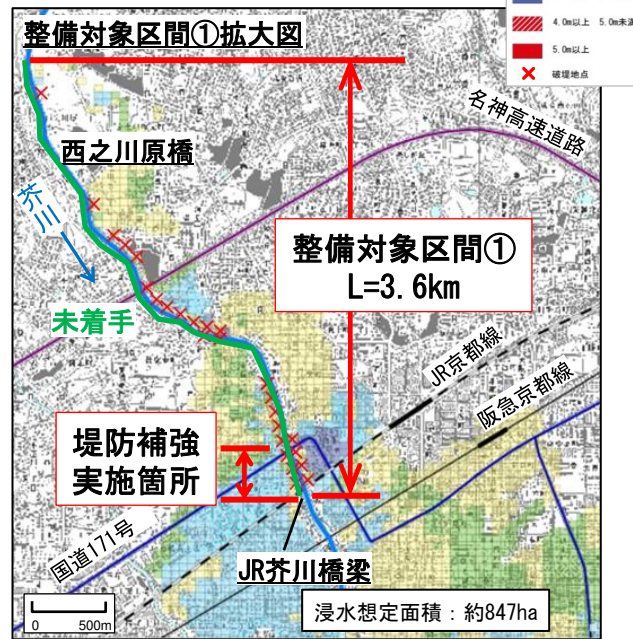 整備対象区間①拡大図
4.0m以上 5.0m未満
5.0m以上
破堤地点
名神高速道路
西之川原橋
芥川
整備対象区間①
L=3.6km
未着手
JR京都線
阪急京都線
堤防補強
実施箇所
国道171号
JR芥川橋梁
0 500m
浸水想定面積：約847ha